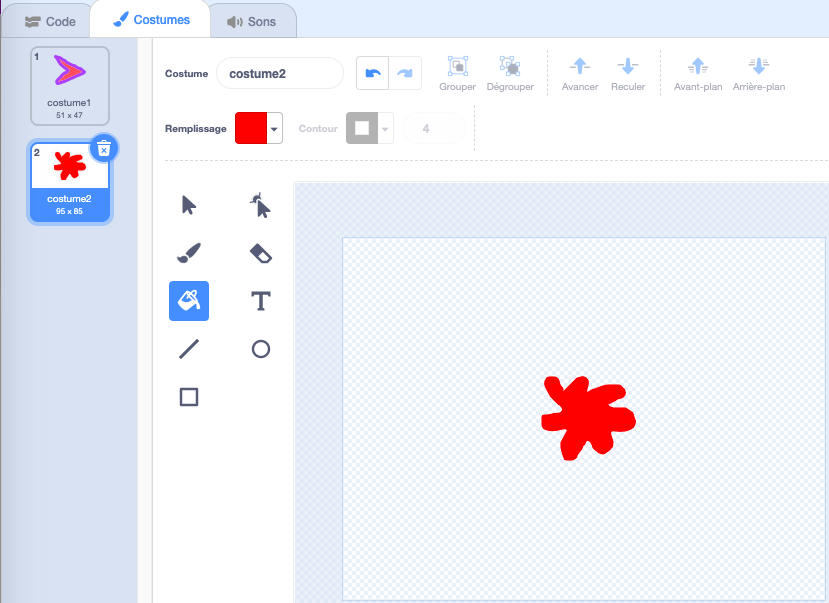 Code
Costumes
Sons
1
costume1
51 x 47
2
costume2
95 x 85
Costume
costume2
Grouper
Dégrouper
Avancer
Reculer
Avant-plan
Arrière-plan
Remplissage
Contour
4
T